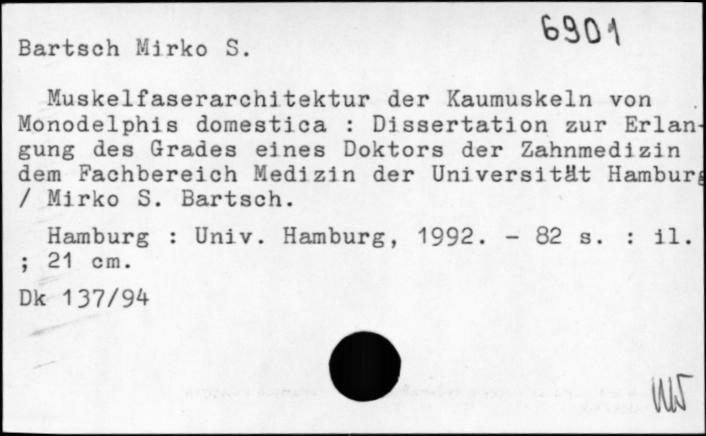 6901
Bartsch Mirko S.
Muskelfaserarchitektur der Kaumuskeln von
Monodelphis domestica : Dissertation zur Erlan-
gung des Grades eines Doktors der Zahnmedizin
dem Fachbereich Medizin der Universität Hamburg
/ Mirko S. Bartsch.
Hamburg : Univ. Hamburg, 1992. - 82 s. : il.
; 21 cm.
Dk 137/94